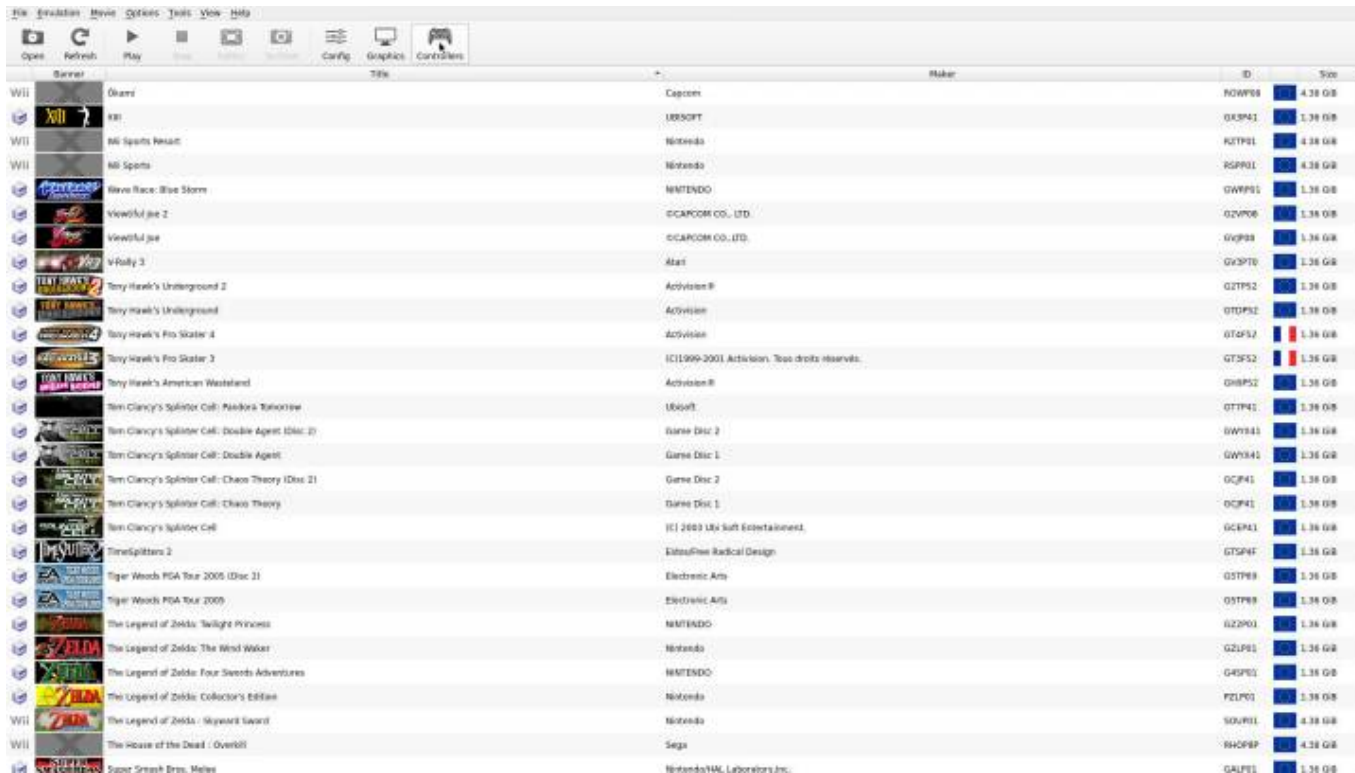 File Emulation Movie Options Tools View Help
Open Refresh Play Config Graphics Controllers
Banner Title Maker ID Size
Wii Okami Capcom ROWP08 4.38 GiB
XIII XIII UBISOFT GX3P41 1.36 GiB
Wii Wii Sports Resort Nintendo RZTP01 4.38 GiB
Wii Wii Sports Nintendo RSPP01 4.38 GiB
Wave Race: Blue Storm NINTENDO GWRP01 1.36 GiB
Viewtiful Joe 2 ©CAPCOM CO., LTD. G2VP08 1.36 GiB
Viewtiful Joe ©CAPCOM CO.,LTD. GVJP08 1.36 GiB
V-Rally 3 Atari GV3P70 1.36 GiB
Tony Hawk's Underground 2 Activision® G2TP52 1.36 GiB
TONY HAWK'S Tony Hawk's Underground Activision GTDP52 1.36 GiB
Tony Hawk's Pro Skater 4 Activision GT4F52 1.36 GiB
Tony Hawk's Pro Skater 3 (C)1999-2001 Activision. Tous droits réservés. GT3F52 1.36 GiB
TONY HAWK'S Tony Hawk's American Wasteland Activision® 1.36 GiB
Tom Clancy's Splinter Cell: Pandora Tomorrow Ubisoft GT7P41 1.36 GiB
Tom Clancy's Splinter Cell: Double Agent (Disc 2) Game Disc 2 GWYX41 1.36 GiB
Tom Clancy's Splinter Cell: Double Agent Game Disc 1 GWYX41 1.36 GiB
Tom Clancy's Splinter Cell: Chaos Theory (Disc 2) Game Disc 2 GCJP41 1.36 GiB
Tom Clancy's Splinter Cell: Chaos Theory Game Disc 1 GCJP41 1.36 GiB
Tom Clancy's Splinter Cell (C) 2003 Ubi Soft Entertainment. GCEP41 1.36 GiB
TimeSplitters 2 Eidos/Free Radical Design GTSP4F 1.36 GiB
EA Tiger Woods PGA Tour 2005 (Disc 2) Electronic Arts G5TP69 1.36 GiB
EA Tiger Woods PGA Tour 2005 Electronic Arts G5TP69 1.36 GiB
The Legend of Zelda: Twilight Princess NINTENDO GZ2P01 1.36 GiB
ZELDA The Legend of Zelda: The Wind Waker Nintendo GZLP01 1.36 GiB
ZELDA The Legend of Zelda: Four Swords Adventures NINTENDO G4SP01 1.36 GiB
ZELDA The Legend of Zelda: Collector's Edition Nintendo PZLP01 1.36 GiB
Wii ZELDA The Legend of Zelda : Skyward Sword Nintendo SOUP01 4.38 GiB
Wii The House of the Dead : Overkill Sega RHOP8P 4.38 GiB
Super Smash Bros. Melee Nintendo/HAL Laboratory,Inc. GALP01 1.36 GiB